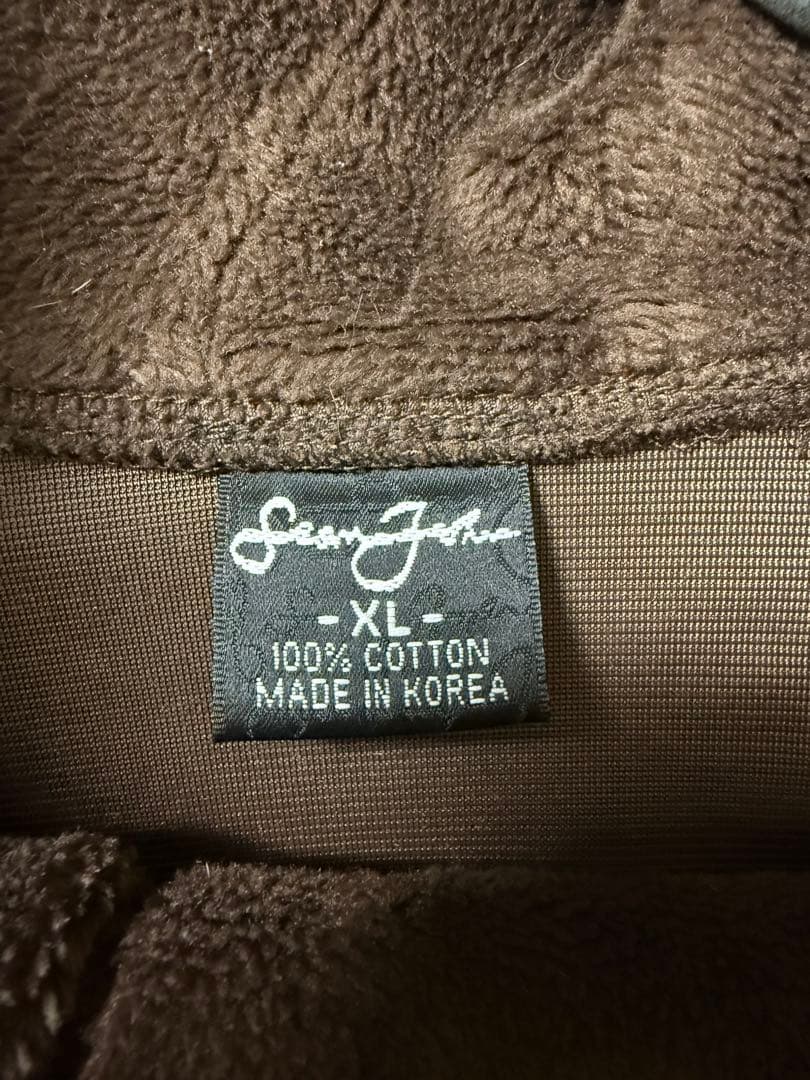 Sean John
- XL -
100% COTTON
MADE IN KOREA